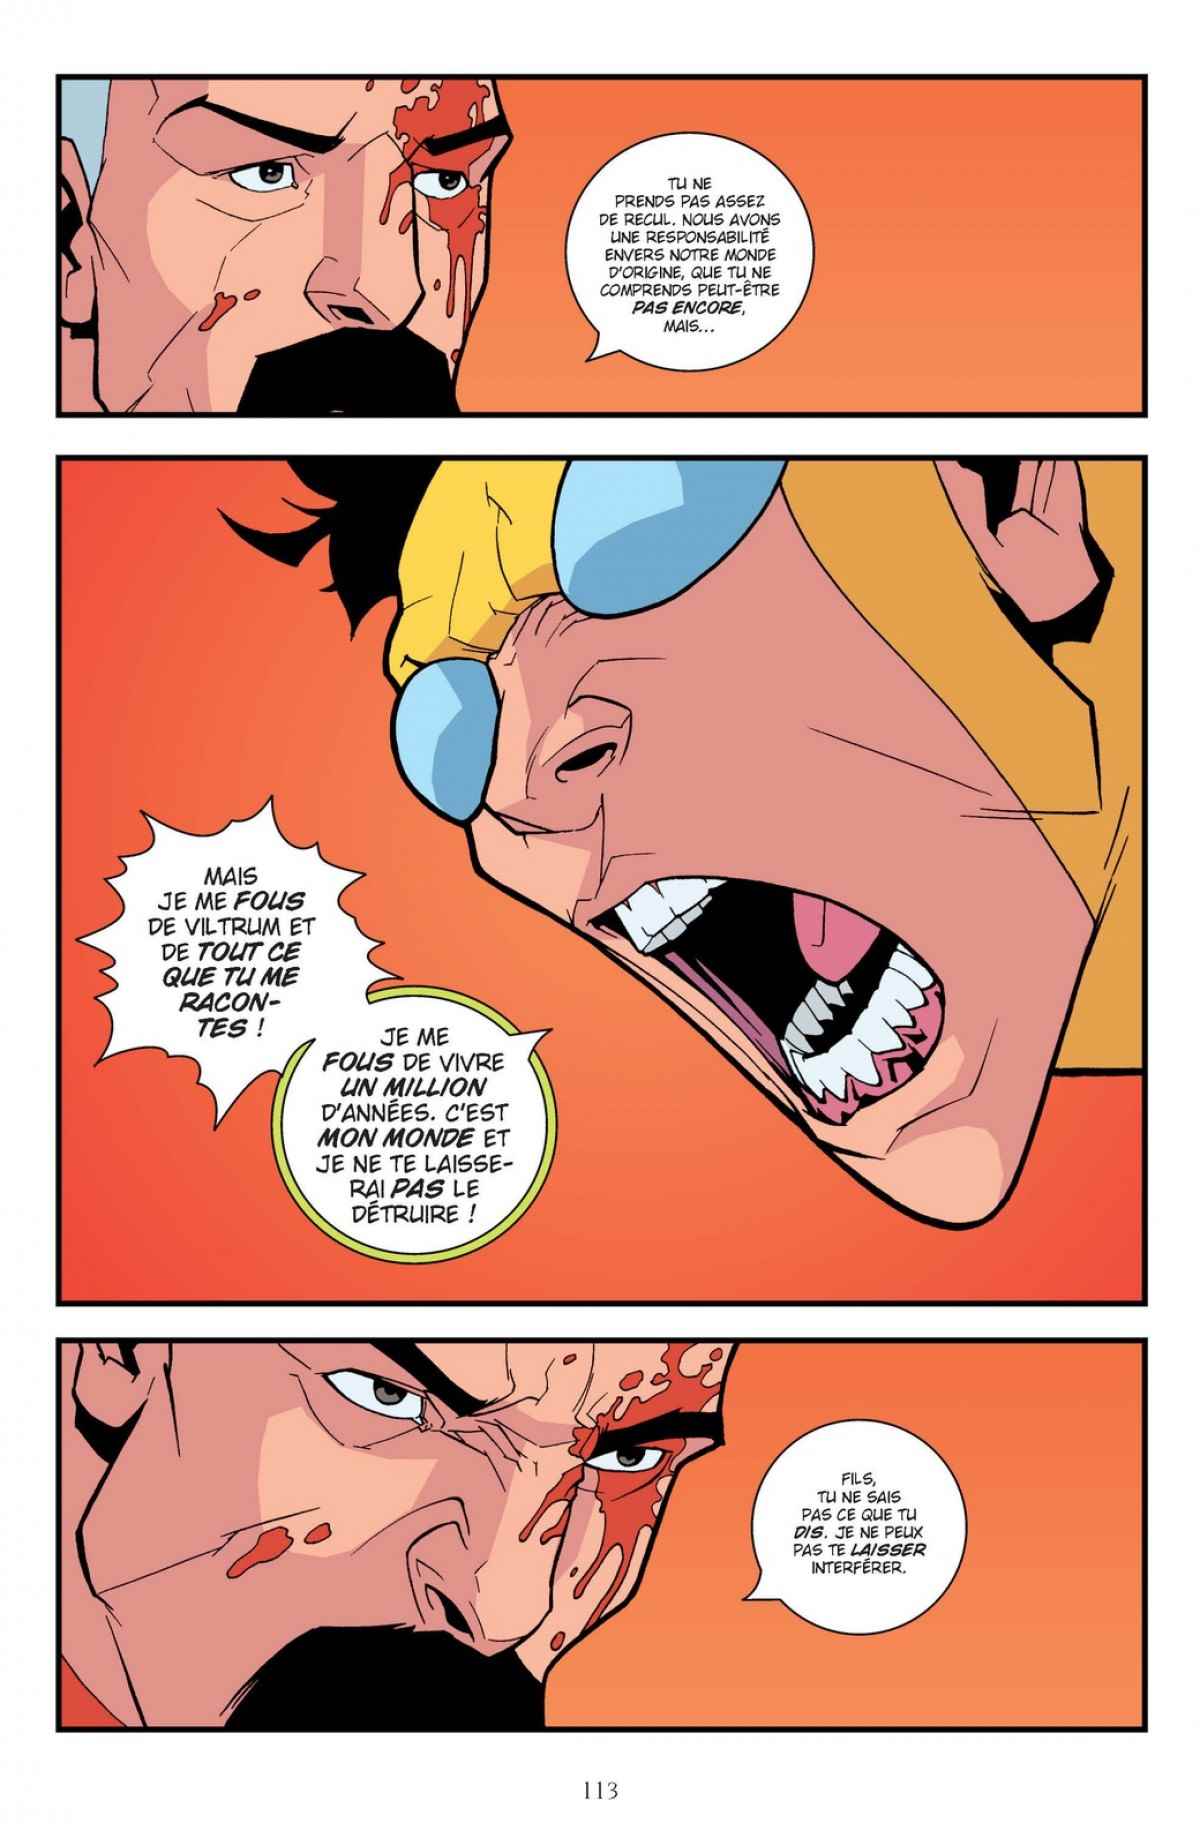 TU NE
PRENDS PAS ASSEZ
DE RECUL. NOUS AVONS
UNE RESPONSABILITÉ
ENVERS NOTRE MONDE
D'ORIGINE, QUE TU NE
COMPRENDS PEUT-ÊTRE
PAS ENCORE,
MAIS...
MAIS
JE ME FOUS
DE VILTRUM ET
DE TOUT CE
QUE TU ME
RACON-
TES !
JE ME
FOUS DE VIVRE
UN MILLION
D'ANNÉES. C'EST
MON MONDE ET
JE NE TE LAISSE-
RAI PAS LE
DÉTRUIRE !
FILS,
TU NE SAIS
PAS CE QUE TU
DIS. JE NE PEUX
PAS TE LAISSER
INTERFÉRER.
113